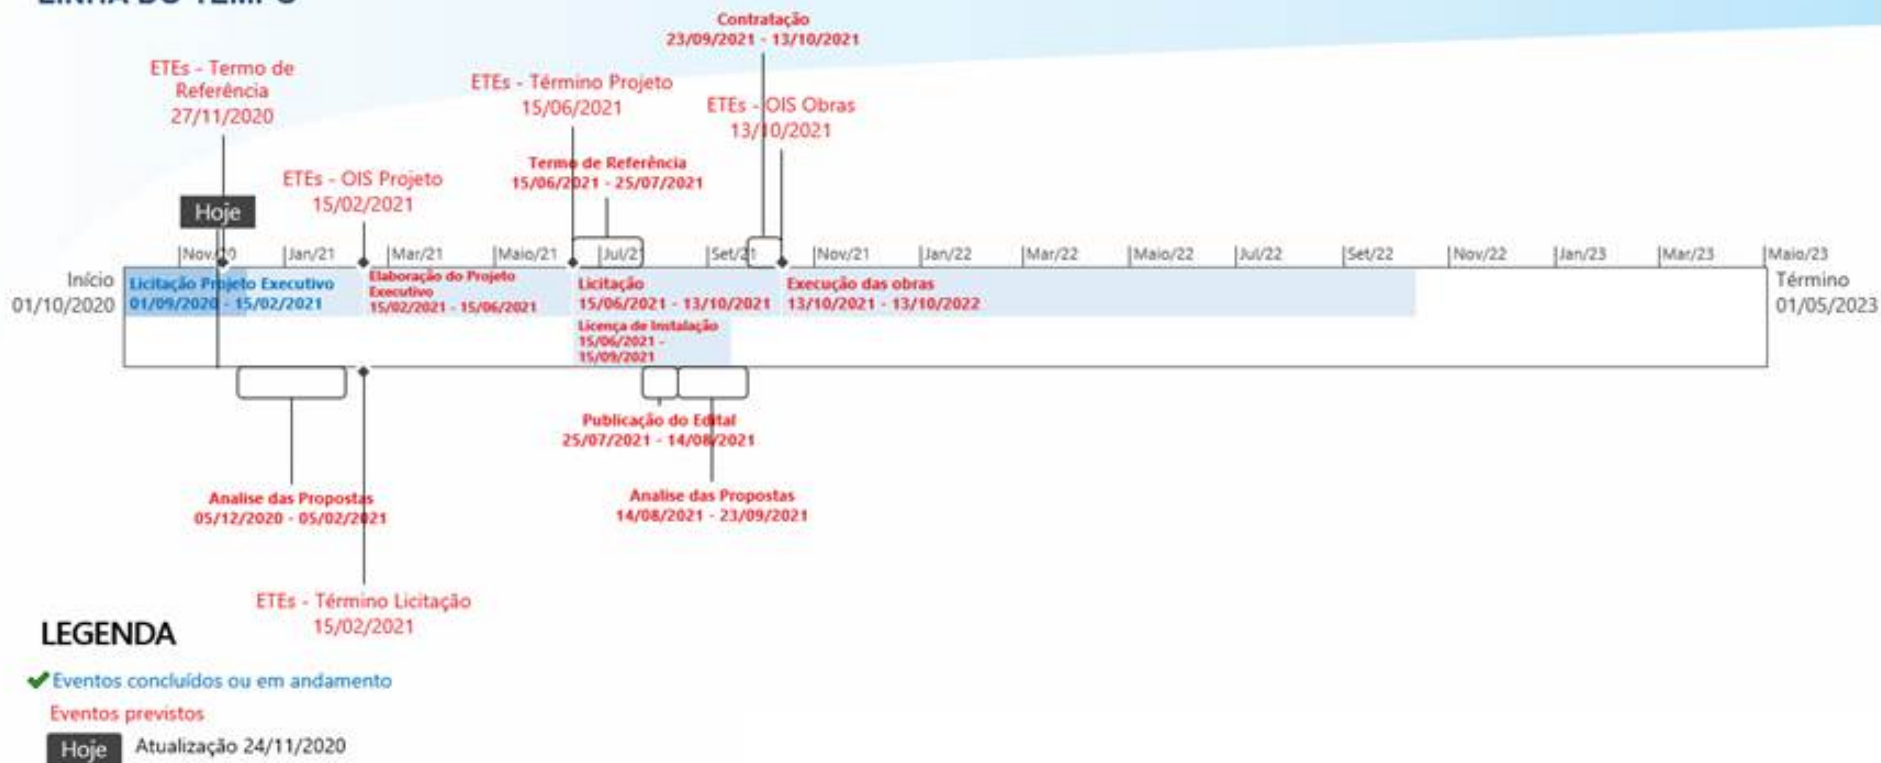 LINHA DO TEMPO
Contratação
23/09/2021 - 13/10/2021
ETEs - Termo de
Referência
27/11/2020
ETEs - Término Projeto
15/06/2021
ETEs - OIS Obras
13/10/2021
Termo de Referência
15/06/2021 - 25/07/2021
ETEs - OIS Projeto
15/02/2021
Hoje
Nov/20 Jan/21 Mar/21 Maio/21 Jul/21 Set/21 Nov/21 Jan/22 Mar/22 Maio/22 Jul/22 Set/22 Nov/22 Jan/23 Mar/23 Maio/23
Início
01/10/2020
Licitação Projeto Executivo
01/09/2020 - 15/02/2021
Elaboração do Projeto
Executivo
15/02/2021 - 15/06/2021
Licitação
15/06/2021 - 13/10/2021
Execução das obras
13/10/2021 - 13/10/2022
Término
01/05/2023
Licença de Instalação
15/06/2021 -
15/09/2021
Publicação do Edital
25/07/2021 - 14/08/2021
Analise das Propostas
05/12/2020 - 05/02/2021
Analise das Propostas
14/08/2021 - 23/09/2021
ETEs - Término Licitação
15/02/2021
LEGENDA
Eventos concluídos ou em andamento
Eventos previstos
Hoje Atualização 24/11/2020